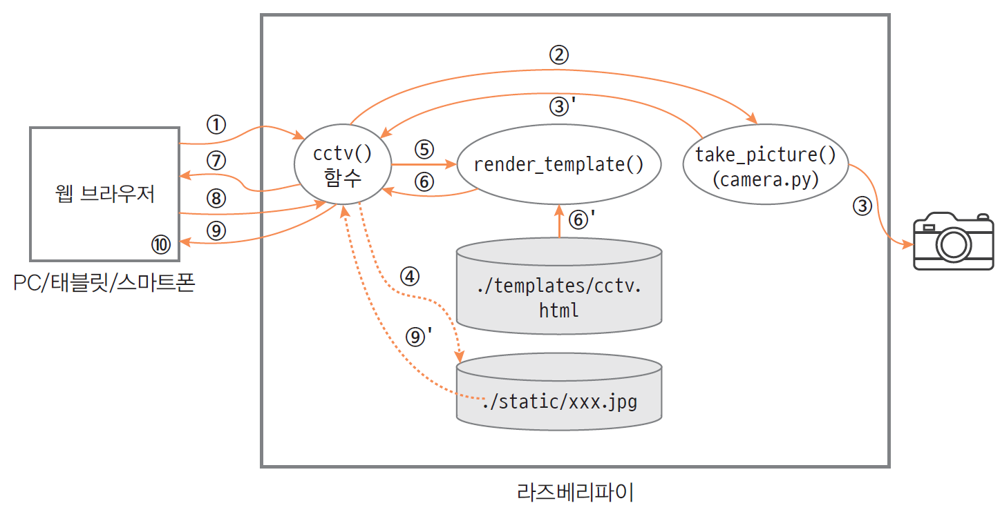 ②
③'
①
cctv()
함수
⑤
render_template()
take_picture()
(camera.py)
⑦
⑥
웹 브라우저
⑧
③
⑥'
⑨
⑩
PC/태블릿/스마트폰
④
./templates/cctv.
html
⑨'
./static/xxx.jpg
라즈베리파이